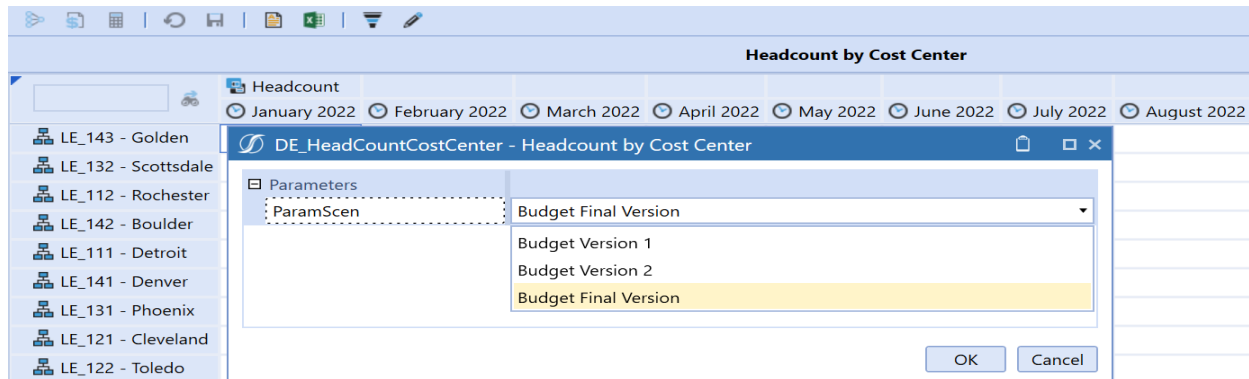 Headcount by Cost Center
Headcount
January 2022 February 2022 March 2022 April 2022 May 2022 June 2022 July 2022 August 2022
LE_143 - Golden
LE_132 - Scottsdale
LE_112 - Rochester
LE_142 - Boulder
LE_111 - Detroit
LE_141 - Denver
LE_131 - Phoenix
LE_121 - Cleveland
LE_122 - Toledo
DE_HeadCountCostCenter - Headcount by Cost Center
Parameters
ParamScen Budget Final Version
Budget Version 1
Budget Version 2
Budget Final Version
OK Cancel